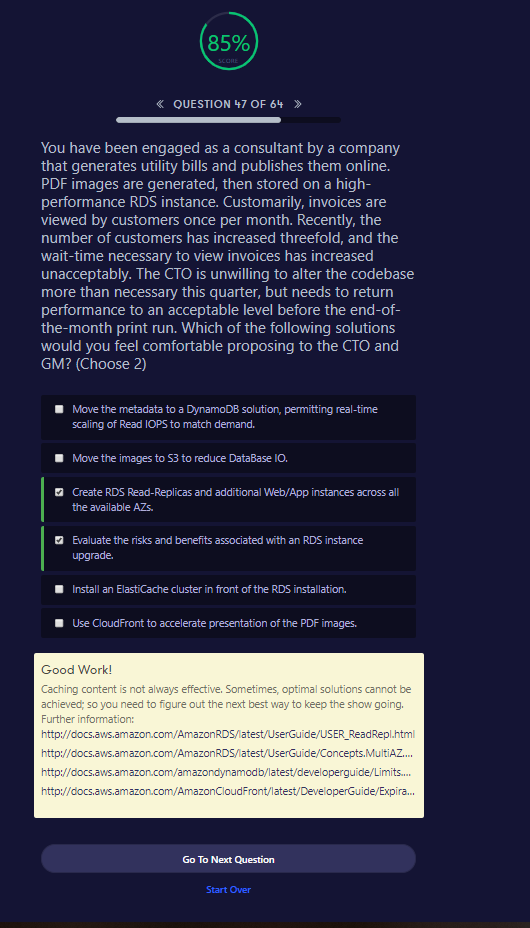 85%
SCORE
« QUESTION 47 OF 64 »
You have been engaged as a consultant by a company
that generates utility bills and publishes them online.
PDF images are generated, then stored on a high-
performance RDS instance. Customarily, invoices are
viewed by customers once per month. Recently, the
number of customers has increased threefold, and the
wait-time necessary to view invoices has increased
unacceptably. The CTO is unwilling to alter the codebase
more than necessary this quarter, but needs to return
performance to an acceptable level before the end-of-
the-month print run. Which of the following solutions
would you feel comfortable proposing to the CTO and
GM? (Choose 2)
Move the metadata to a DynamoDB solution, permitting real-time
scaling of Read IOPS to match demand.
Move the images to S3 to reduce DataBase IO.
Create RDS Read-Replicas and additional Web/App instances across all
the available AZs.
Evaluate the risks and benefits associated with an RDS instance
upgrade.
Install an ElastiCache cluster in front of the RDS installation.
Use CloudFront to accelerate presentation of the PDF images.
Good Work!
Caching content is not always effective. Sometimes, optimal solutions cannot be
achieved; so you need to figure out the next best way to keep the show going.
Further information:
http://docs.aws.amazon.com/AmazonRDS/latest/UserGuide/USER_ReadRepl.html
http://docs.aws.amazon.com/AmazonRDS/latest/UserGuide/Concepts.MultiAZ....
http://docs.aws.amazon.com/amazondynamodb/latest/developerguide/Limits....
http://docs.aws.amazon.com/AmazonCloudFront/latest/DeveloperGuide/Expira...
Go To Next Question
Start Over